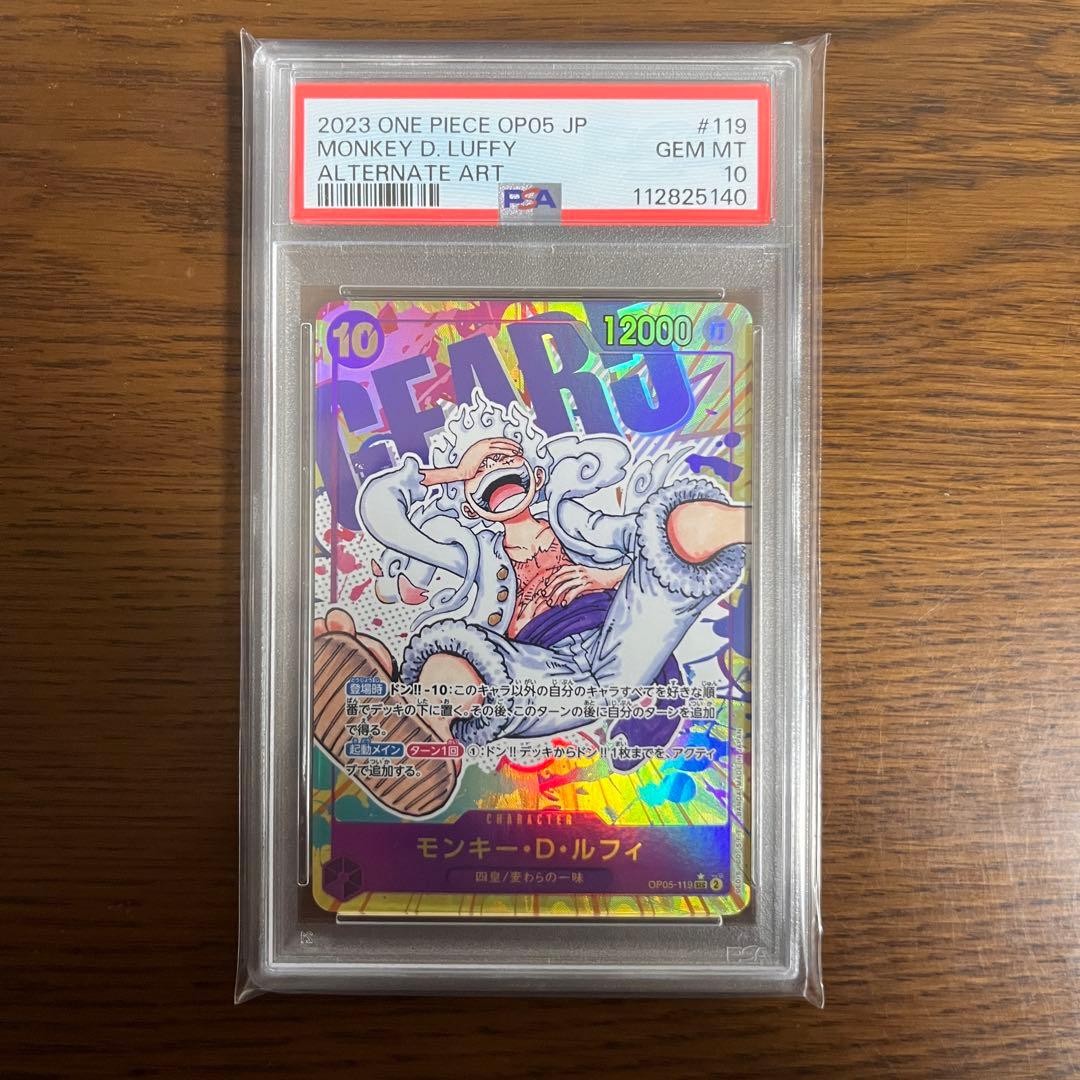 2023 ONE PIECE OP05 JP #119
MONKEY D. LUFFY GEM MT
ALTERNATE ART 10
PSA 112825140
10 12000 打
GEAR5
登場時 ドン!!-10:このキャラ以外の自分のキャラすべてを好きな順
番でデッキの下に置く。その後、このターンの後に自分のターンを追加
で得る。
起動メイン ターン1回 ①:ドン!!デッキからドン!!1枚までを、アクティ
ブで追加する。
CHARACTER
モンキー・D・ルフィ
四皇/麦わらの一味
OP05-119 SEC 2
PSA